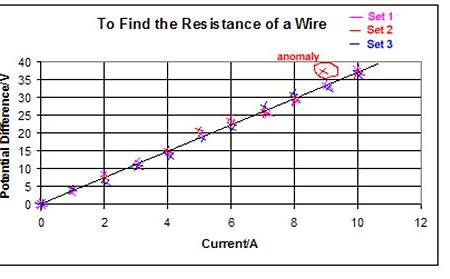 To Find the Resistance of a Wire
Set 1
Set 2
Set 3
anomaly
Potential Difference/V
40
35
30
25
20
15
10
5
0
0 2 4 6 8 10 12
Current/A